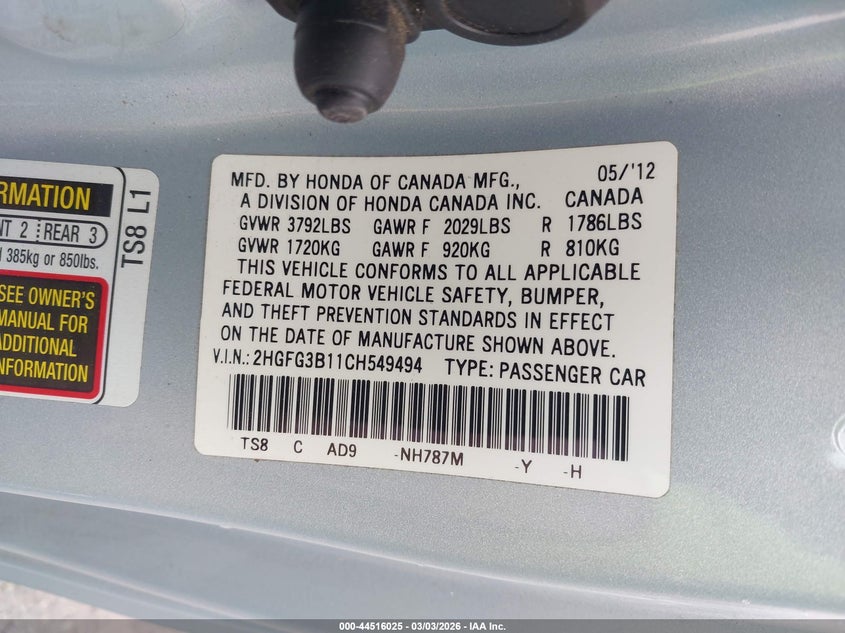 RMATION
NT 2 REAR 3
385kg or 850lbs.
SEE OWNER'S
MANUAL FOR
ADDITIONAL
INFORMATION
TS8 L1
05/'12
MFD. BY HONDA OF CANADA MFG.,
A DIVISION OF HONDA CANADA INC. CANADA
GVWR 3792LBS GAWR F 2029LBS R 1786LBS
GVWR 1720KG GAWR F 920KG R 810KG
THIS VEHICLE CONFORMS TO ALL APPLICABLE
FEDERAL MOTOR VEHICLE SAFETY, BUMPER,
AND THEFT PREVENTION STANDARDS IN EFFECT
ON THE DATE OF MANUFACTURE SHOWN ABOVE.
V.I.N.: 2HGFG3B11CH549494 TYPE: PASSENGER CAR
TS8 C AD9 -NH787M -Y -H
000-44516025 — 03/03/2026 — IAA Inc.